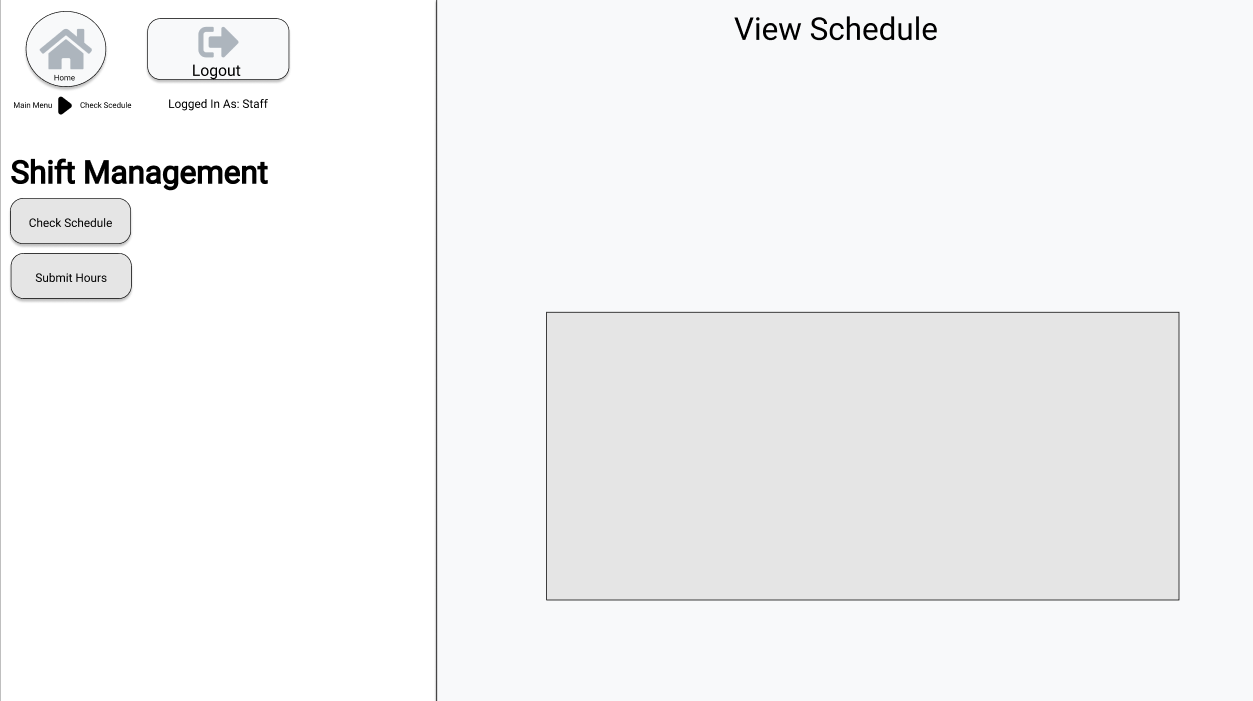 Home
Logout
Main Menu
Check Scedule
Logged In As: Staff
Shift Management
Check Schedule
Submit Hours
View Schedule